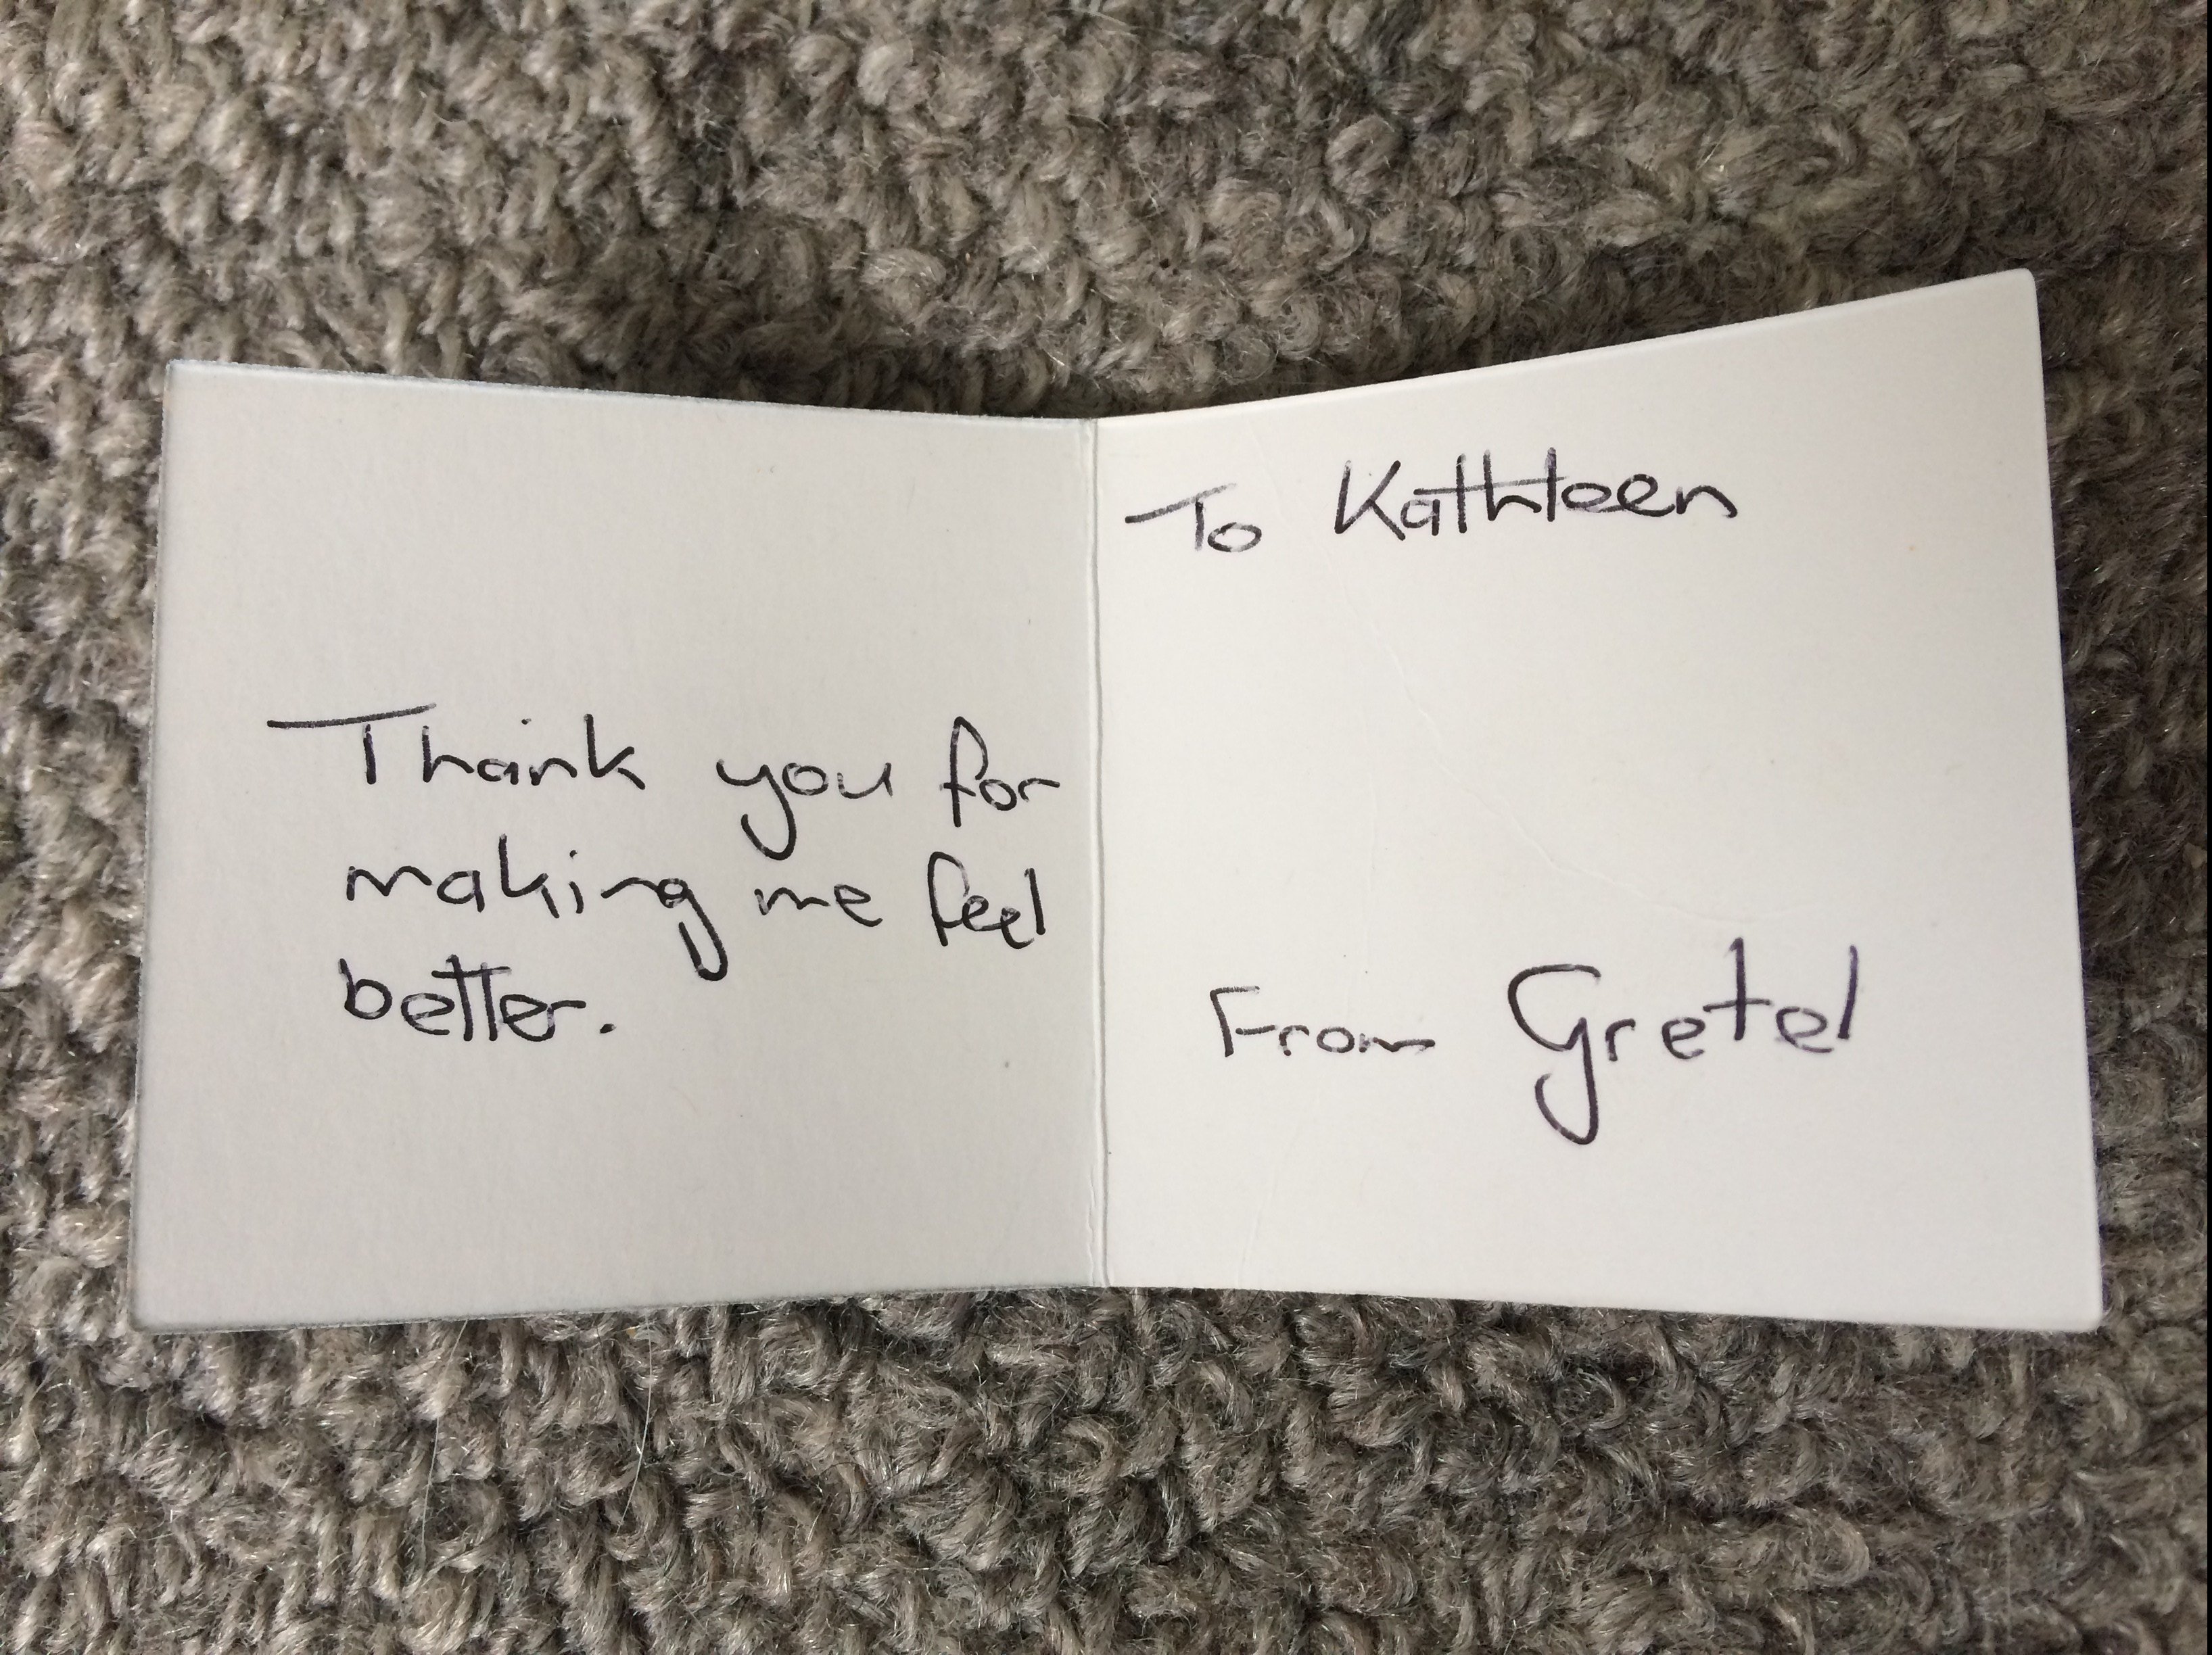 Thank you for
making me feel
better.
To Kathleen
From Gretel